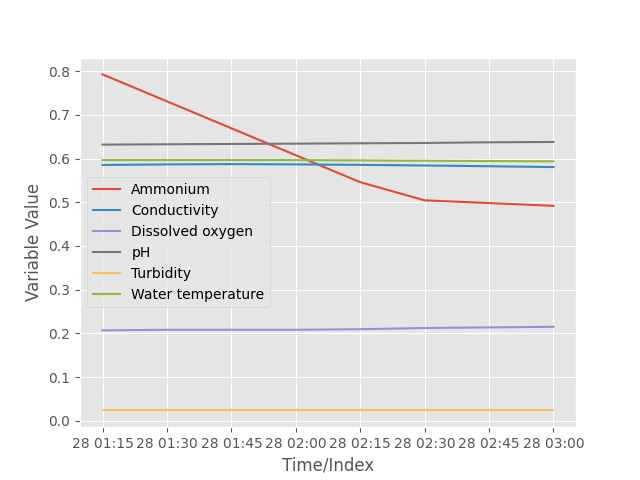 0.8
0.7
0.6
0.5
0.4
0.3
0.2
0.1
0.0
Variable Value
Ammonium
Conductivity
Dissolved oxygen
pH
Turbidity
Water temperature
28 01:15 28 01:30 28 01:45 28 02:00 28 02:15 28 02:30 28 02:45 28 03:00
Time/Index